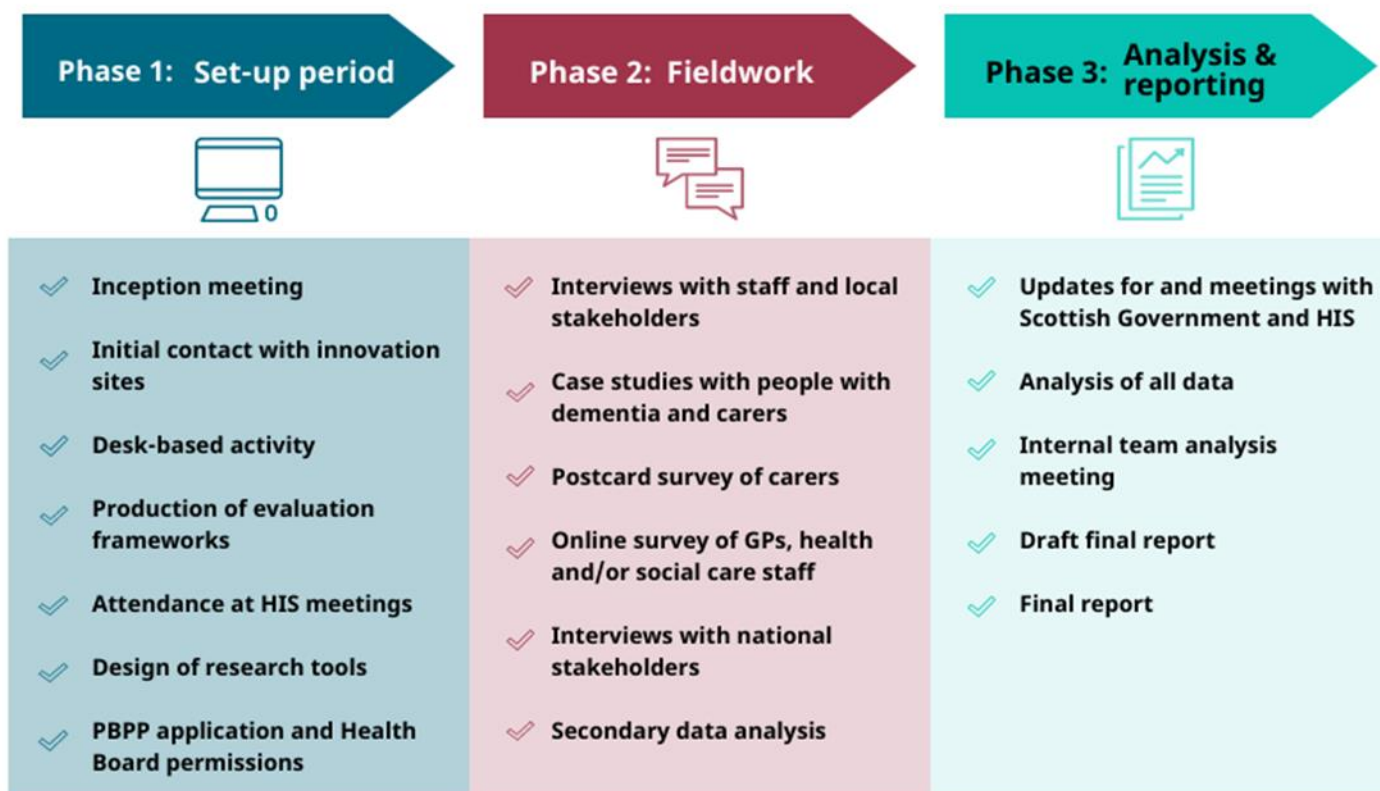 Phase 1: Set-up period
Inception meeting
Initial contact with innovation
sites
Desk-based activity
Production of evaluation
frameworks
Attendance at HIS meetings
Design of research tools
PBPP application and Health
Board permissions
Phase 2: Fieldwork
Interviews with staff and local
stakeholders
Case studies with people with
dementia and carers
Postcard survey of carers
Online survey of GPs, health
and/or social care staff
Interviews with national
stakeholders
Secondary data analysis
Phase 3: Analysis &
reporting
Updates for and meetings with
Scottish Government and HIS
Analysis of all data
Internal team analysis
meeting
Draft final report
Final report